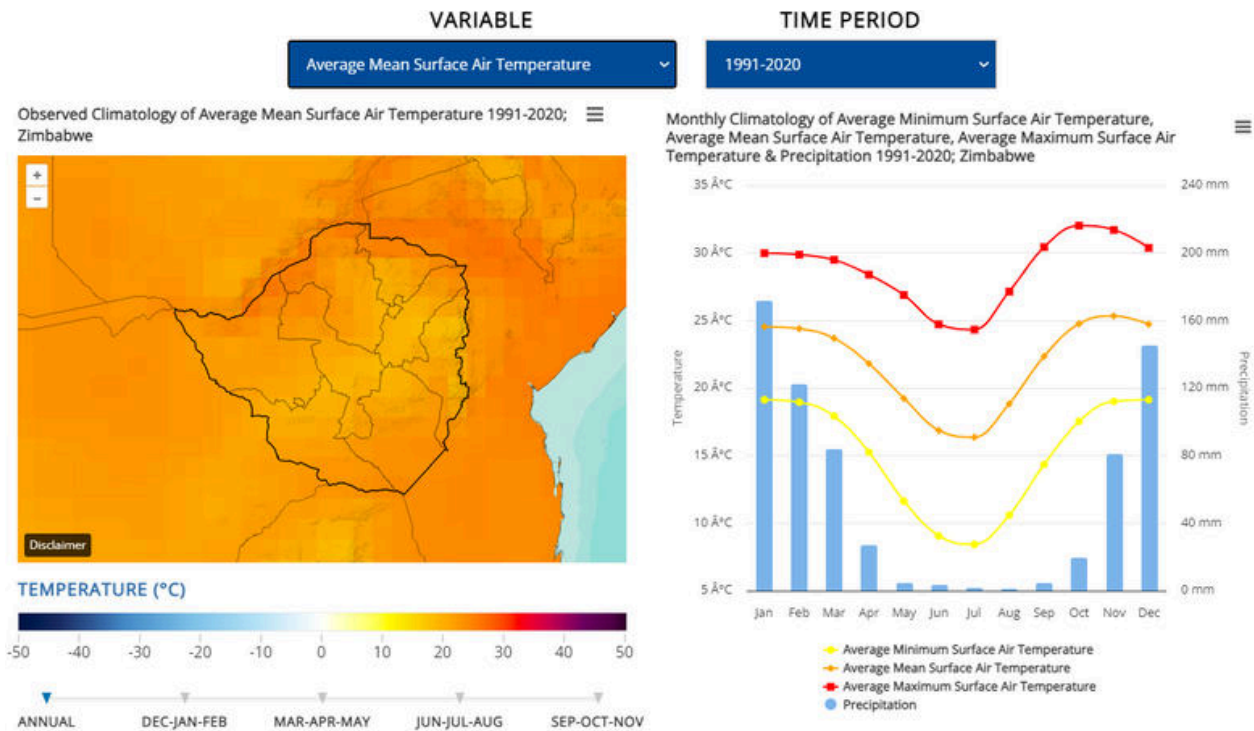 VARIABLE
TIME PERIOD
Average Mean Surface Air Temperature
1991-2020
Observed Climatology of Average Mean Surface Air Temperature 1991-2020;
Zimbabwe
+
−
Disclaimer
TEMPERATURE (°C)
-50 -40 -30 -20 -10 0 10 20 30 40 50
ANNUAL DEC-JAN-FEB MAR-APR-MAY JUN-JUL-AUG SEP-OCT-NOV
Monthly Climatology of Average Minimum Surface Air Temperature,
Average Mean Surface Air Temperature, Average Maximum Surface Air
Temperature & Precipitation 1991-2020; Zimbabwe
35 Â°C 240 mm
30 Â°C 200 mm
25 Â°C 160 mm
20 Â°C 120 mm
15 Â°C 80 mm
10 Â°C 40 mm
5 Â°C 0 mm
Temperature
Precipitation
Jan Feb Mar Apr May Jun Jul Aug Sep Oct Nov Dec
Average Minimum Surface Air Temperature
Average Mean Surface Air Temperature
Average Maximum Surface Air Temperature
Precipitation